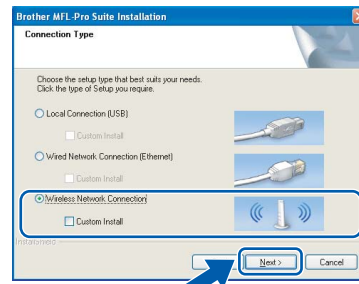 Brother MFL-Pro Suite Installation
Connection Type
Choose the setup type that best suits your needs.
Click the type of Setup you require.
Local Connection (USB)
Custom Install
Wired Network Connection (Ethernet)
Custom Install
Wireless Network Connection
Custom Install
InstallShield
Next >
Cancel